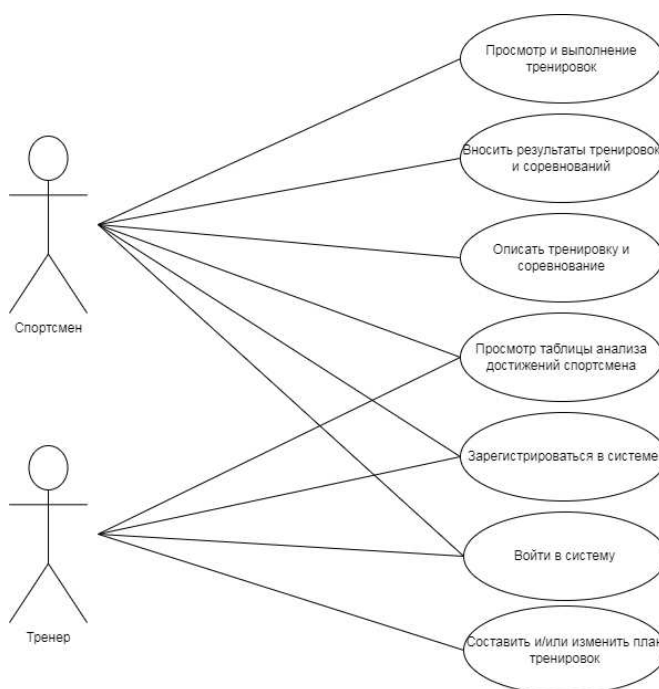 Просмотр и выполнение
тренировок
Вносить результаты тренировок
и соревнований
Описать тренировку и
соревнование
Спортсмен
Просмотр таблицы анализа
достижений спортсмена
Зарегистрироваться в системе
Войти в систему
Тренер
Составить и/или изменить план
тренировок